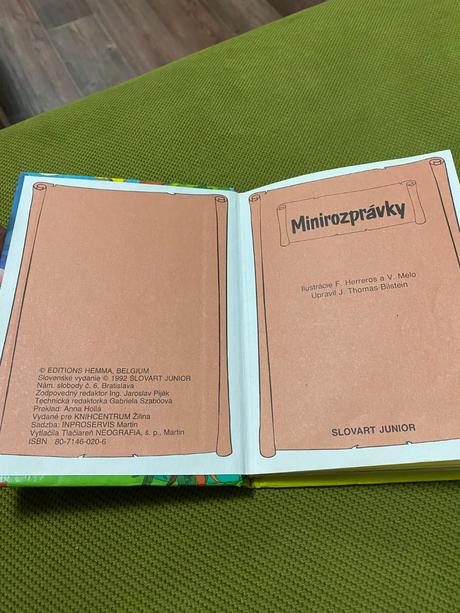 © EDITIONS HEMMA, BELGIUM
Slovenské vydanie © 1992 SLOVART JUNIOR
Nám. slobody č. 6, Bratislava
Zodpovedný redaktor Ing. Jaroslav Piják
Technická redaktorka Gabriela Szabóová
Preklad: Anna Hollá
Vydané pre KNIHCENTRUM Žilina
Sadzba: INPROSERVIS Martin
Vytlačila Tlačiareň NEOGRAFIA, š. p., Martin
ISBN 80-7146-020-6
Minirozprávky
Ilustrácie F. Herreros a V. Melo
Upravil J. Thomas-Bilstein
SLOVART JUNIOR